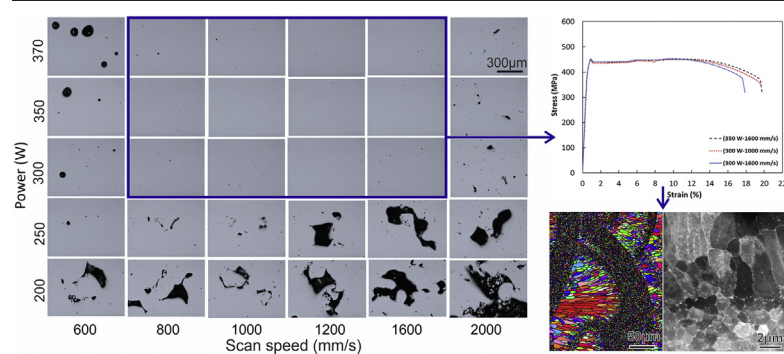 370
350
300
250
200
Power (W)
300µm
600
800
1000
1200
1600
2000
Scan speed (mm/s)
600
500
400
300
200
100
0
Stress (MPa)
(350 W-1600 mm/s)
(300 W-1000 mm/s)
(300 W-1600 mm/s)
0 2 4 6 8 10 12 14 16 18 20 22
Strain (%)
50µm
2µm